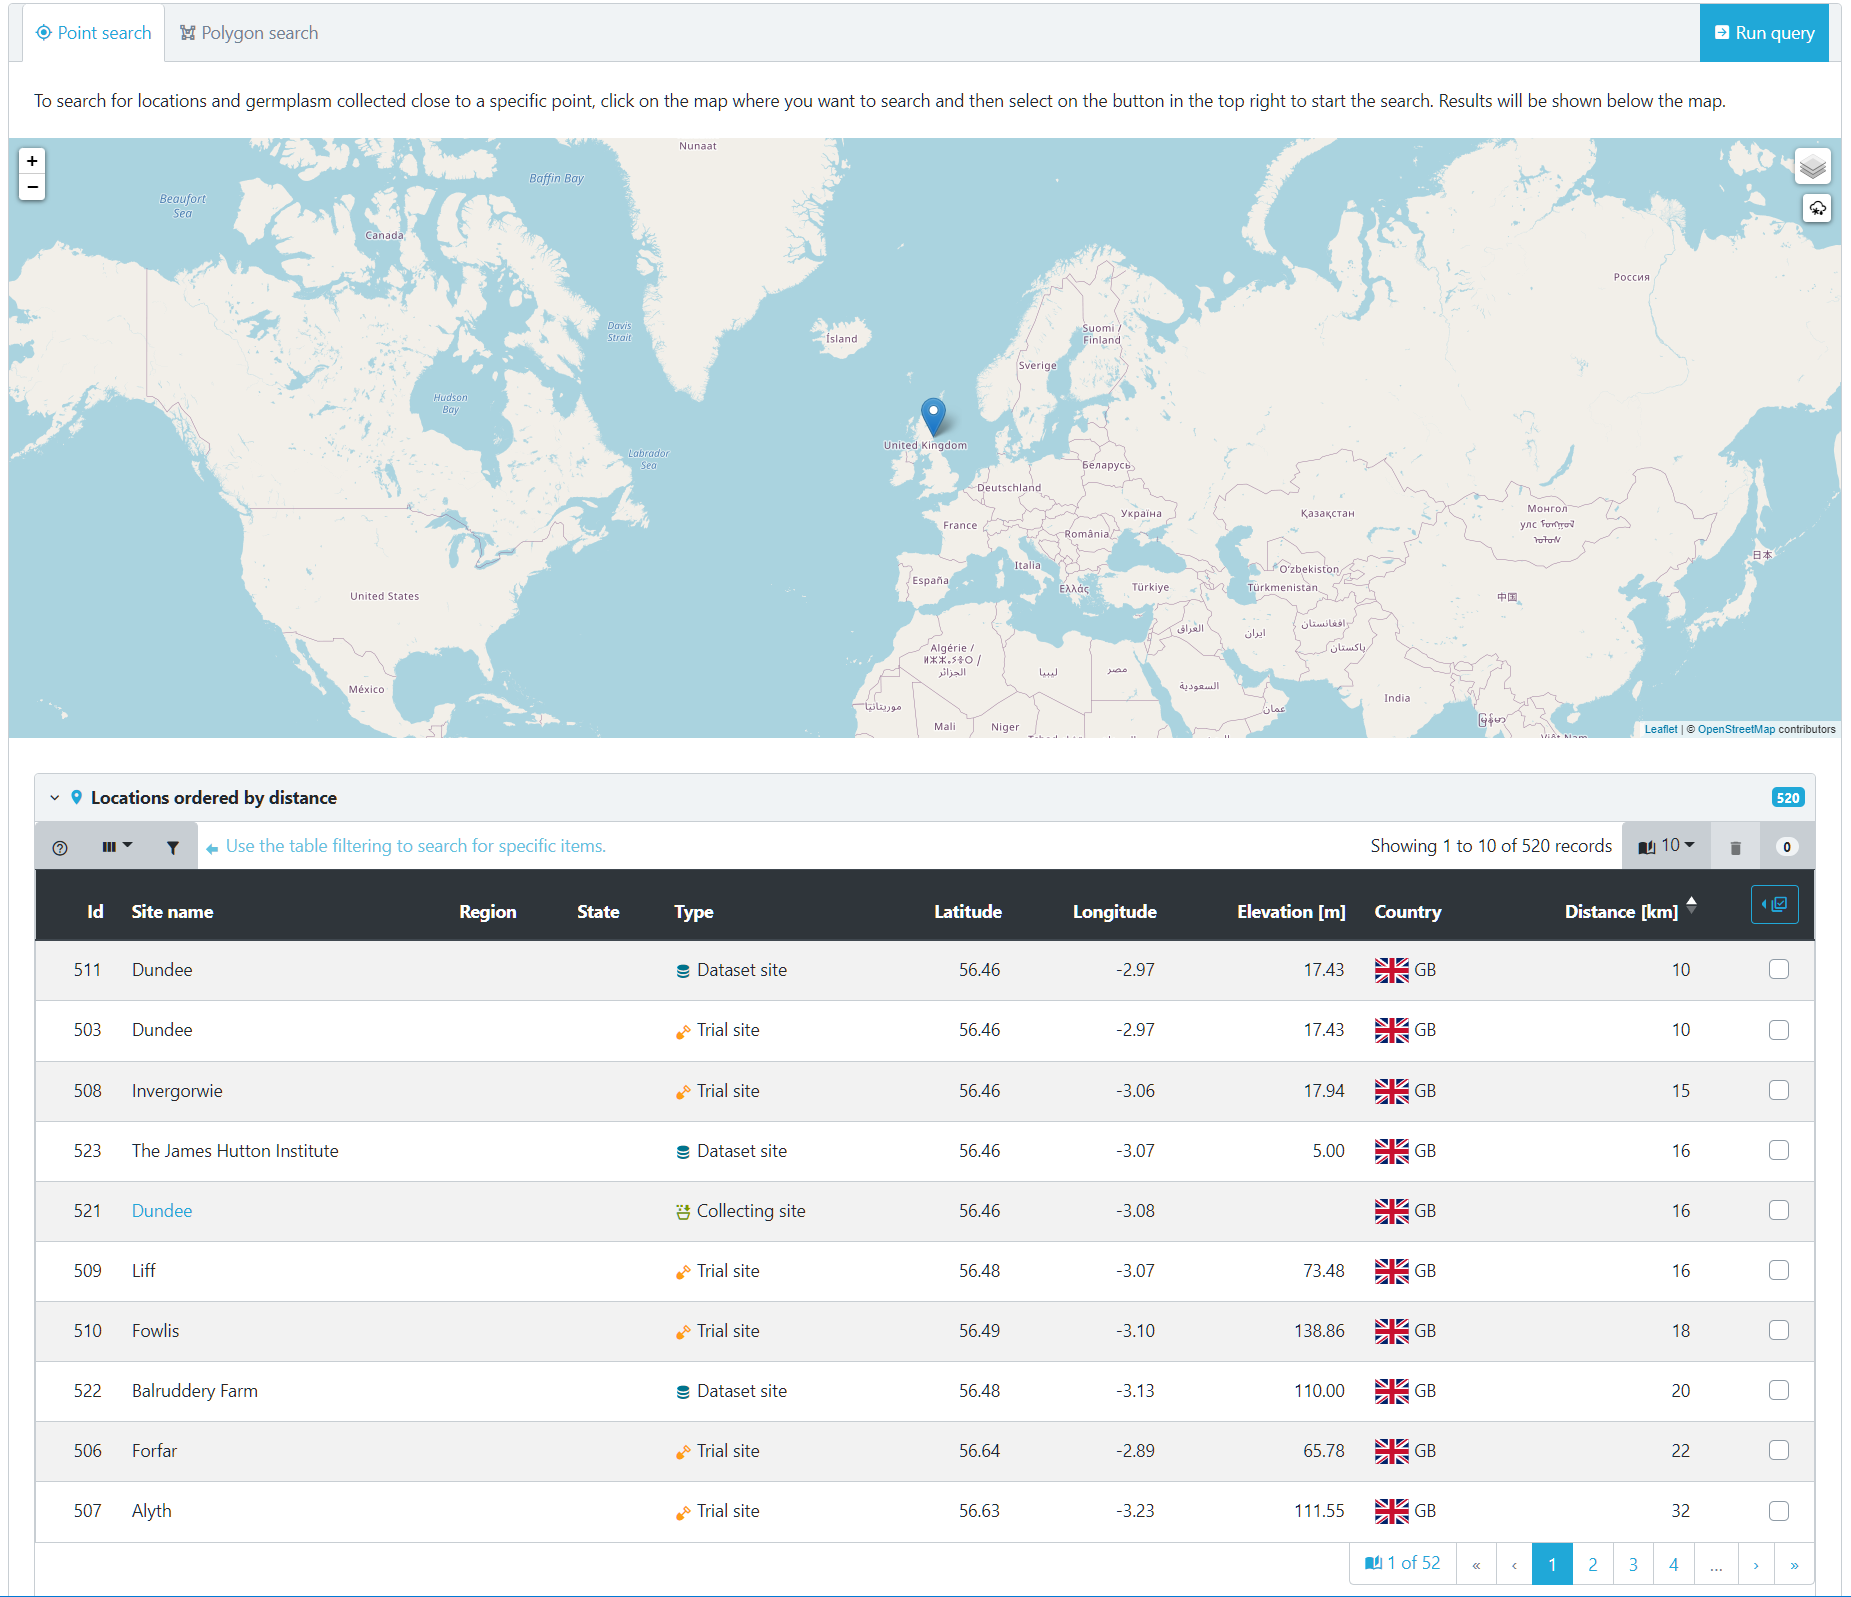 Point search
Polygon search
Run query
To search for locations and germplasm collected close to a specific point, click on the map where you want to search and then select on the button in the top right to start the search. Results will be shown below the map.
+
−
Nunaat
Baffin Bay
Beaufort
Sea
Canada
Россия
Davis
Strait
Ísland
Suomi /
Finland
Sverige
Hudson
Bay
United Kingdom
Labrador
Sea
Беларусь
Deutschland
Україна
Қазақстан
Монгол
улс
France
România
日本
Italia
O'zbekiston
España
Ελλάς
Türkiye
Türkmenistan
United States
中国
العراق
ایران
افغانستان
پاکستان
Algérie /
ⵍⵣⵣⴰⵢⴻⵔ /
الجزائر
ليبيا
مصر
México
السعودية
India
موريتانيا
عمان
Mali
Niger
မြန်မာ
Việt Nam
Leaflet | © OpenStreetMap contributors
Locations ordered by distance
520
Use the table filtering to search for specific items.
Showing 1 to 10 of 520 records
10
0
Id Site name Region State Type Latitude Longitude Elevation [m] Country Distance [km]
511 Dundee Dataset site 56.46 -2.97 17.43 GB 10
503 Dundee Trial site 56.46 -2.97 17.43 GB 10
508 Invergorwie Trial site 56.46 -3.06 17.94 GB 15
523 The James Hutton Institute Dataset site 56.46 -3.07 5.00 GB 16
521 Dundee Collecting site 56.46 -3.08 GB 16
509 Liff Trial site 56.48 -3.07 73.48 GB 16
510 Fowlis Trial site 56.49 -3.10 138.86 GB 18
522 Balruddery Farm Dataset site 56.48 -3.13 110.00 GB 20
506 Forfar Trial site 56.64 -2.89 65.78 GB 22
507 Alyth Trial site 56.63 -3.23 111.55 GB 32
1 of 52 « ‹ 1 2 3 4 ... › »